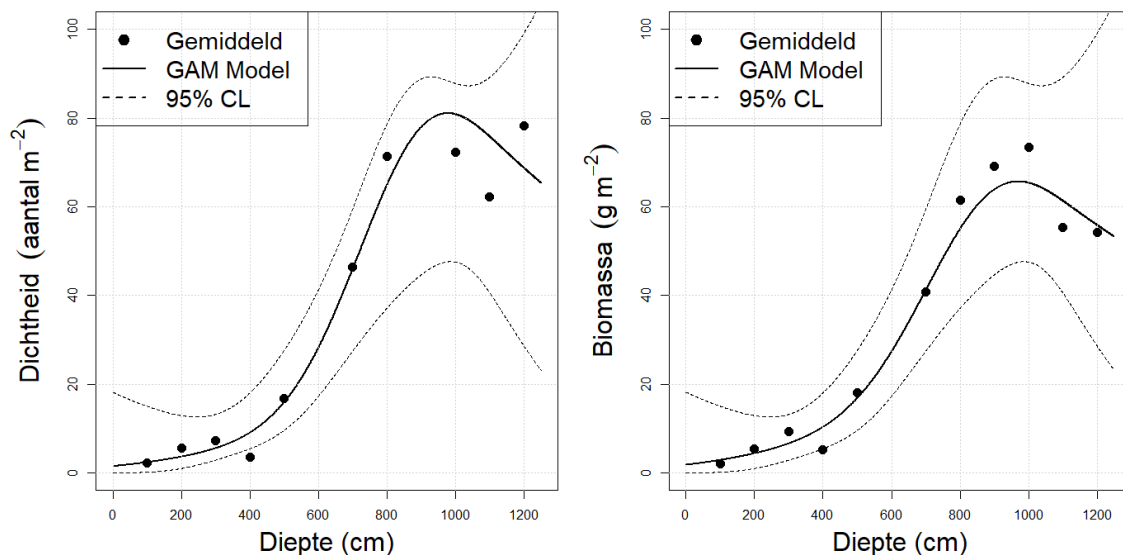 Gemiddeld
GAM Model
95% CL
Dichtheid (aantal m−2)
100
80
60
40
20
0
0 200 400 600 800 1000 1200
Diepte (cm)
Gemiddeld
GAM Model
95% CL
Biomassa (g m−2)
100
80
60
40
20
0
0 200 400 600 800 1000 1200
Diepte (cm)